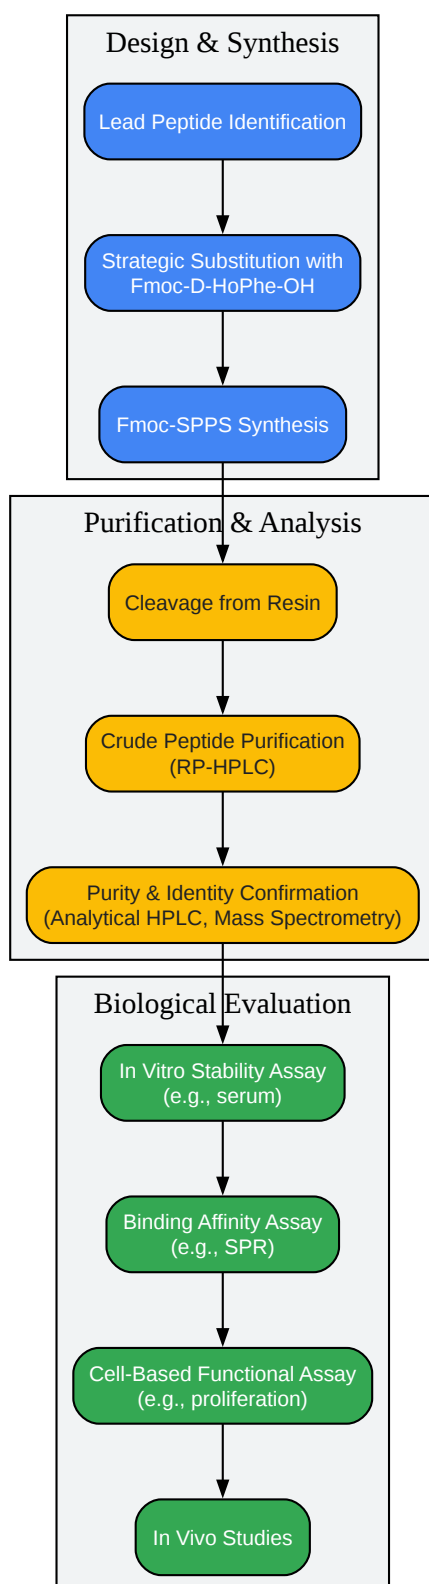 Design & Synthesis
Lead Peptide Identification
Strategic Substitution with
Fmoc-D-HoPhe-OH
Fmoc-SPPS Synthesis
Purification & Analysis
Cleavage from Resin
Crude Peptide Purification
(RP-HPLC)
Purity & Identity Confirmation
(Analytical HPLC, Mass Spectrometry)
Biological Evaluation
In Vitro Stability Assay
(e.g., serum)
Binding Affinity Assay
(e.g., SPR)
Cell-Based Functional Assay
(e.g., proliferation)
In Vivo Studies